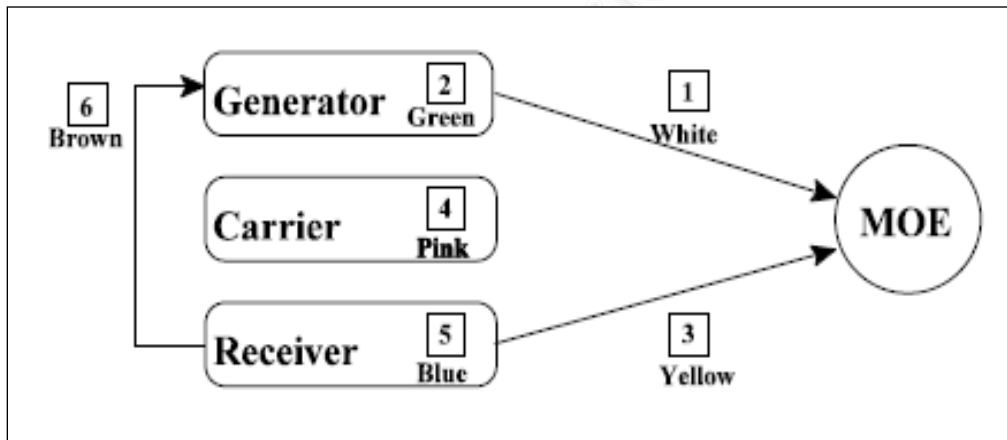 6
Brown
Generator
2
Green
1
White
Carrier
4
Pink
MOE
Receiver
5
Blue
3
Yellow